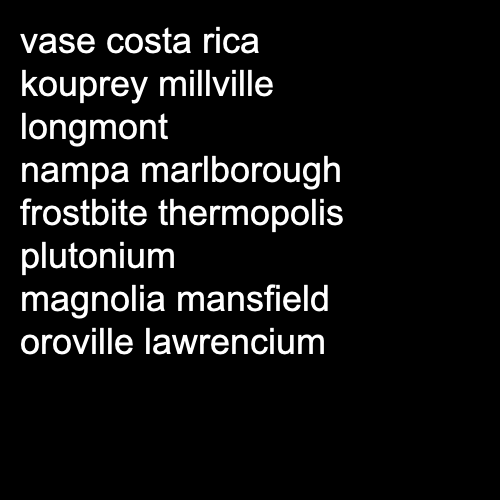 vase costa rica
kouprey millville
longmont
nampa marlborough
frostbite thermopolis
plutonium
magnolia mansfield
oroville lawrencium